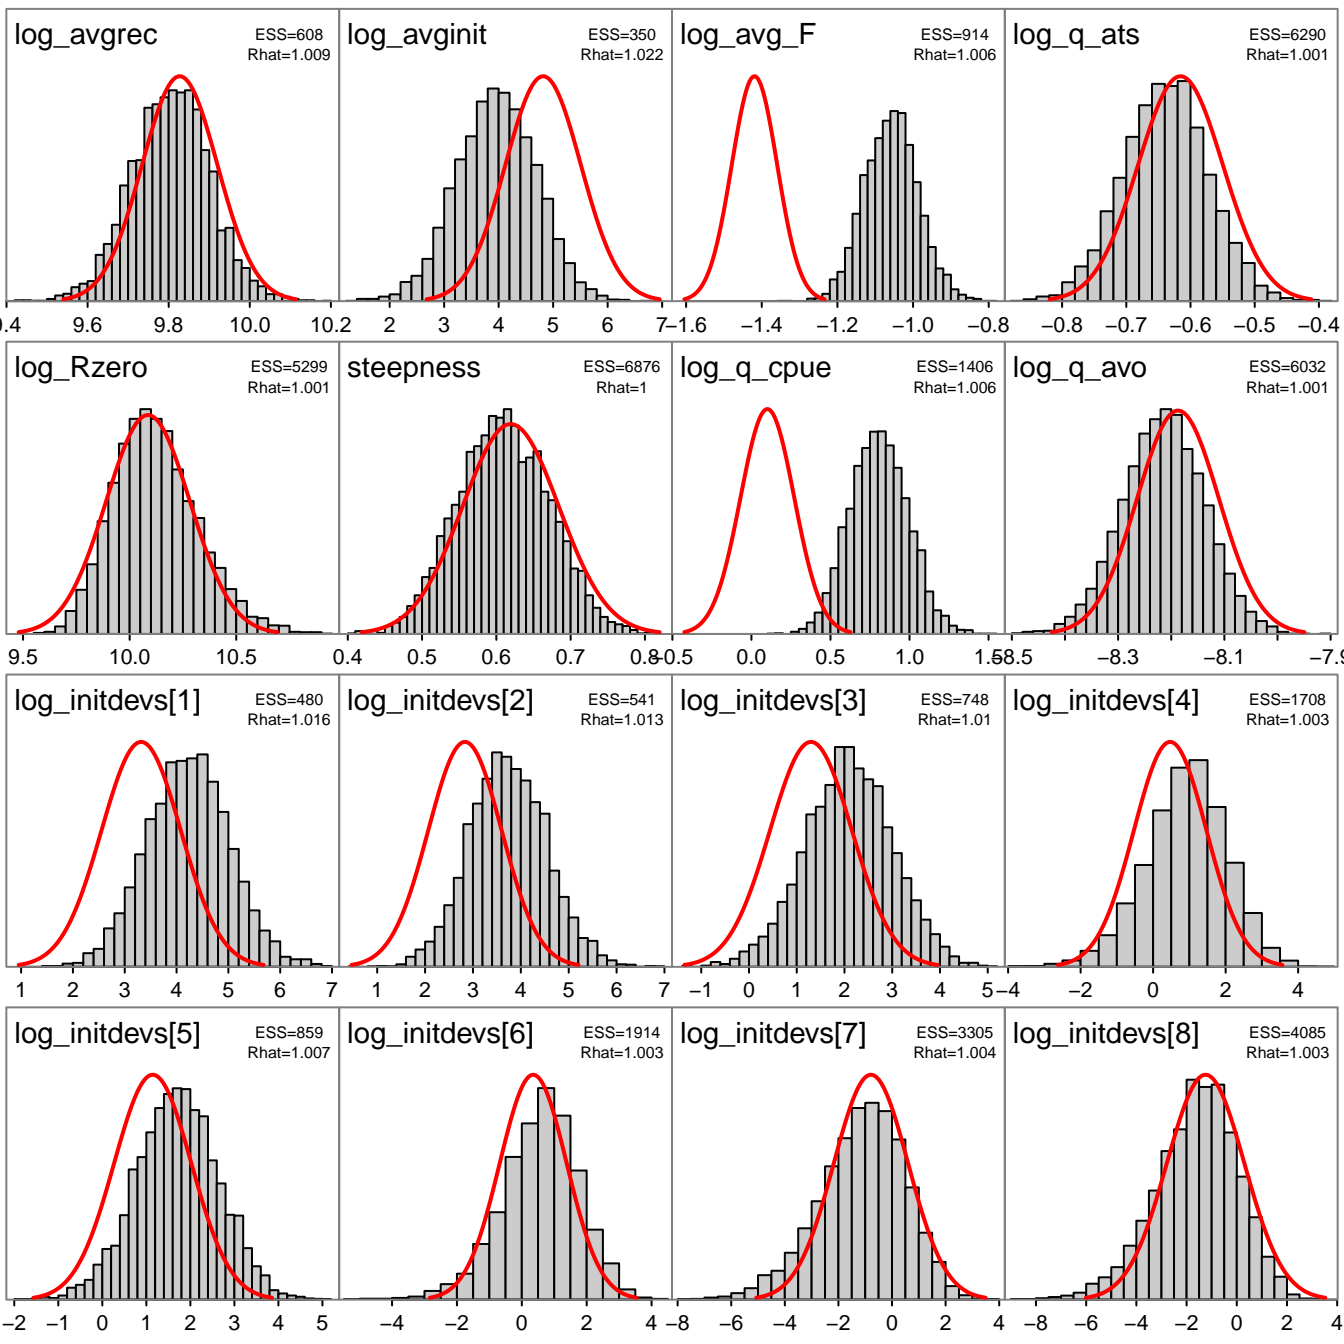 log_avgrec
ESS=608
Rhat=1.009
log_avginit
ESS=350
Rhat=1.022
log_avg_F
ESS=914
Rhat=1.006
log_q_ats
ESS=6290
Rhat=1.001
9.4 9.6 9.8 10.0 10.2
2 3 4 5 6 7
−1.6 −1.4 −1.2 −1.0 −0.8
−0.8 −0.7 −0.6 −0.5 −0.4
log_Rzero
ESS=5299
Rhat=1.001
steepness
ESS=6876
Rhat=1
log_q_cpue
ESS=1406
Rhat=1.006
log_q_avo
ESS=6032
Rhat=1.001
9.5 10.0 10.5
0.4 0.5 0.6 0.7 0.8
−0.5 0.0 0.5 1.0 1.5
−8.5 −8.3 −8.1 −7.9
log_initdevs[1]
ESS=480
Rhat=1.016
log_initdevs[2]
ESS=541
Rhat=1.013
log_initdevs[3]
ESS=748
Rhat=1.01
log_initdevs[4]
ESS=1708
Rhat=1.003
1 2 3 4 5 6 7
1 2 3 4 5 6 7
−1 0 1 2 3 4 5
−4 −2 0 2 4
log_initdevs[5]
ESS=859
Rhat=1.007
log_initdevs[6]
ESS=1914
Rhat=1.003
log_initdevs[7]
ESS=3305
Rhat=1.004
log_initdevs[8]
ESS=4085
Rhat=1.003
−2 −1 0 1 2 3 4 5
−4 −2 0 2 4
−8 −6 −4 −2 0 2 4
−8 −6 −4 −2 0 2 4